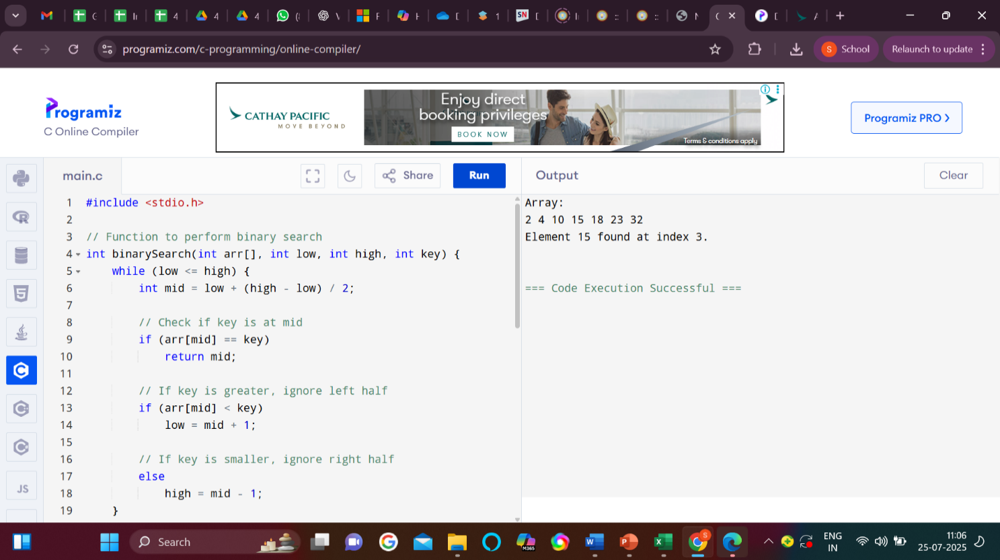 programiz.com/c-programming/online-compiler/
School
Relaunch to update
Programiz
C Online Compiler
CATHAY PACIFIC
MOVE BEYOND
Enjoy direct
booking privileges
BOOK NOW
Terms & conditions apply
Programiz PRO
main.c
Share
Run
Output
Clear
1 #include <stdio.h>
2
3 // Function to perform binary search
4 int binarySearch(int arr[], int low, int high, int key) {
5 while (low <= high) {
6 int mid = low + (high - low) / 2;
7
8 // Check if key is at mid
9 if (arr[mid] == key)
10 return mid;
11
12 // If key is greater, ignore left half
13 if (arr[mid] < key)
14 low = mid + 1;
15
16 // If key is smaller, ignore right half
17 else
18 high = mid - 1;
19 }
Array:
2 4 10 15 18 23 32
Element 15 found at index 3.
=== Code Execution Successful ===
JS
Search
M365
ENG
IN
11:06
25-07-2025